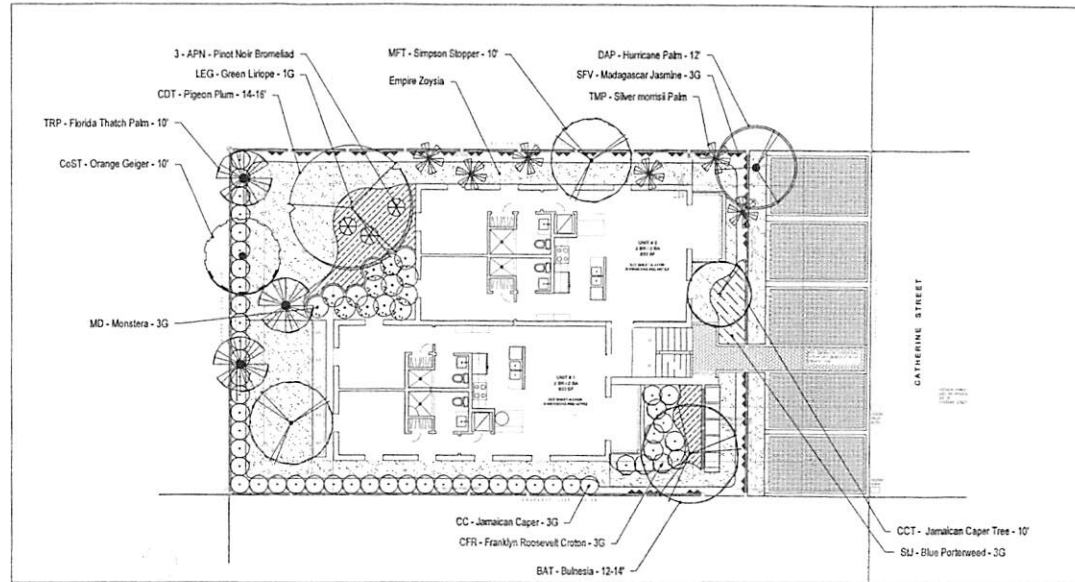 3 - APN - Pinot Noir Bromeliad
LEG - Green Liriope - 1G
CDT - Pigeon Plum - 14-16'
TRP - Florida Thatch Palm - 10'
CoST - Orange Geiger - 10'
MD - Monstera - 3G
MFT - Simpson Stopper - 10'
Empire Zoysia
DAP - Hurricane Palm - 12'
SFV - Madagascar Jasmine - 3G
TMP - Silver morrisii Palm
UNIT # 2
2 BR - 2 BA
UNIT # 1
2 BR - 2 BA
CATHERINE STREET
CC - Jamaican Caper - 3G
CFR - Franklyn Roosevelt Croton - 3G
BAT - Bulnesia - 12-14'
CCT - Jamaican Caper Tree - 10'
StJ - Blue Porterweed - 3G